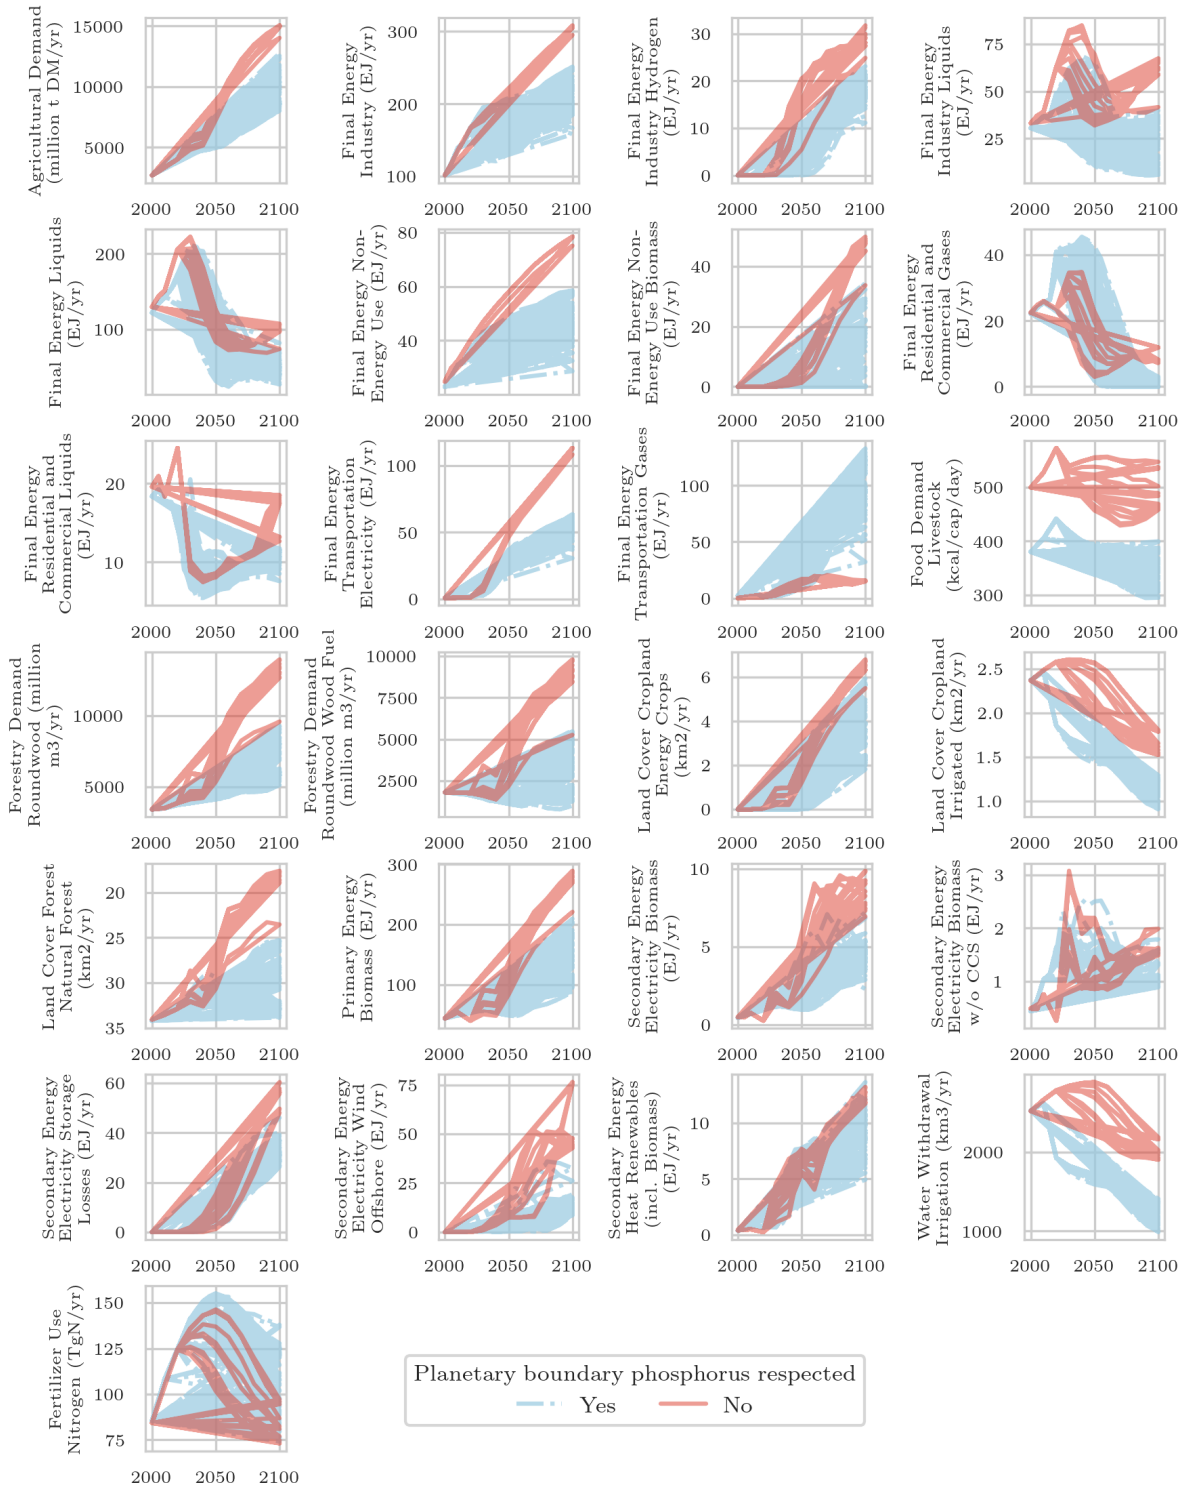 Agricultural Demand
(million t DM/yr)
15000
10000
5000
2000 2050 2100
Final Energy
Industry (EJ/yr)
300
200
100
2000 2050 2100
Final Energy
Industry Hydrogen
(EJ/yr)
30
20
10
0
2000 2050 2100
Final Energy
Industry Liquids
(EJ/yr)
75
50
25
2000 2050 2100
Final Energy Liquids
(EJ/yr)
200
100
2000 2050 2100
Final Energy Non-
Energy Use (EJ/yr)
80
60
40
2000 2050 2100
Final Energy Non-
Energy Use Biomass
(EJ/yr)
40
20
0
2000 2050 2100
Final Energy
Residential and
Commercial Gases
(EJ/yr)
40
20
0
2000 2050 2100
Final Energy
Residential and
Commercial Liquids
(EJ/yr)
20
10
2000 2050 2100
Final Energy
Transportation
Electricity (EJ/yr)
100
50
0
2000 2050 2100
Final Energy
Transportation Gases
(EJ/yr)
100
50
0
2000 2050 2100
Food Demand
Livestock
(kcal/cap/day)
500
400
300
2000 2050 2100
Forestry Demand
Roundwood (million
m3/yr)
10000
5000
2000 2050 2100
Forestry Demand
Roundwood Wood Fuel
(million m3/yr)
10000
7500
5000
2500
2000 2050 2100
Land Cover Cropland
Energy Crops
(km2/yr)
6
4
2
0
2000 2050 2100
Land Cover Cropland
Irrigated (km2/yr)
2.5
2.0
1.5
1.0
2000 2050 2100
Land Cover Forest
Natural Forest
(km2/yr)
20
25
30
35
2000 2050 2100
Primary Energy
Biomass (EJ/yr)
300
200
100
2000 2050 2100
Secondary Energy
Electricity Biomass
(EJ/yr)
10
5
0
2000 2050 2100
Secondary Energy
Electricity Biomass
w/o CCS (EJ/yr)
3
2
1
2000 2050 2100
Secondary Energy
Electricity Storage
Losses (EJ/yr)
60
40
20
0
2000 2050 2100
Secondary Energy
Electricity Wind
Offshore (EJ/yr)
75
50
25
0
2000 2050 2100
Secondary Energy
Heat Renewables
(incl. Biomass)
(EJ/yr)
10
5
0
2000 2050 2100
Water Withdrawal
Irrigation (km3/yr)
2000
1000
2000 2050 2100
Fertilizer Use
Nitrogen (TgN/yr)
150
125
100
75
2000 2050 2100
Planetary boundary phosphorus respected
Yes No